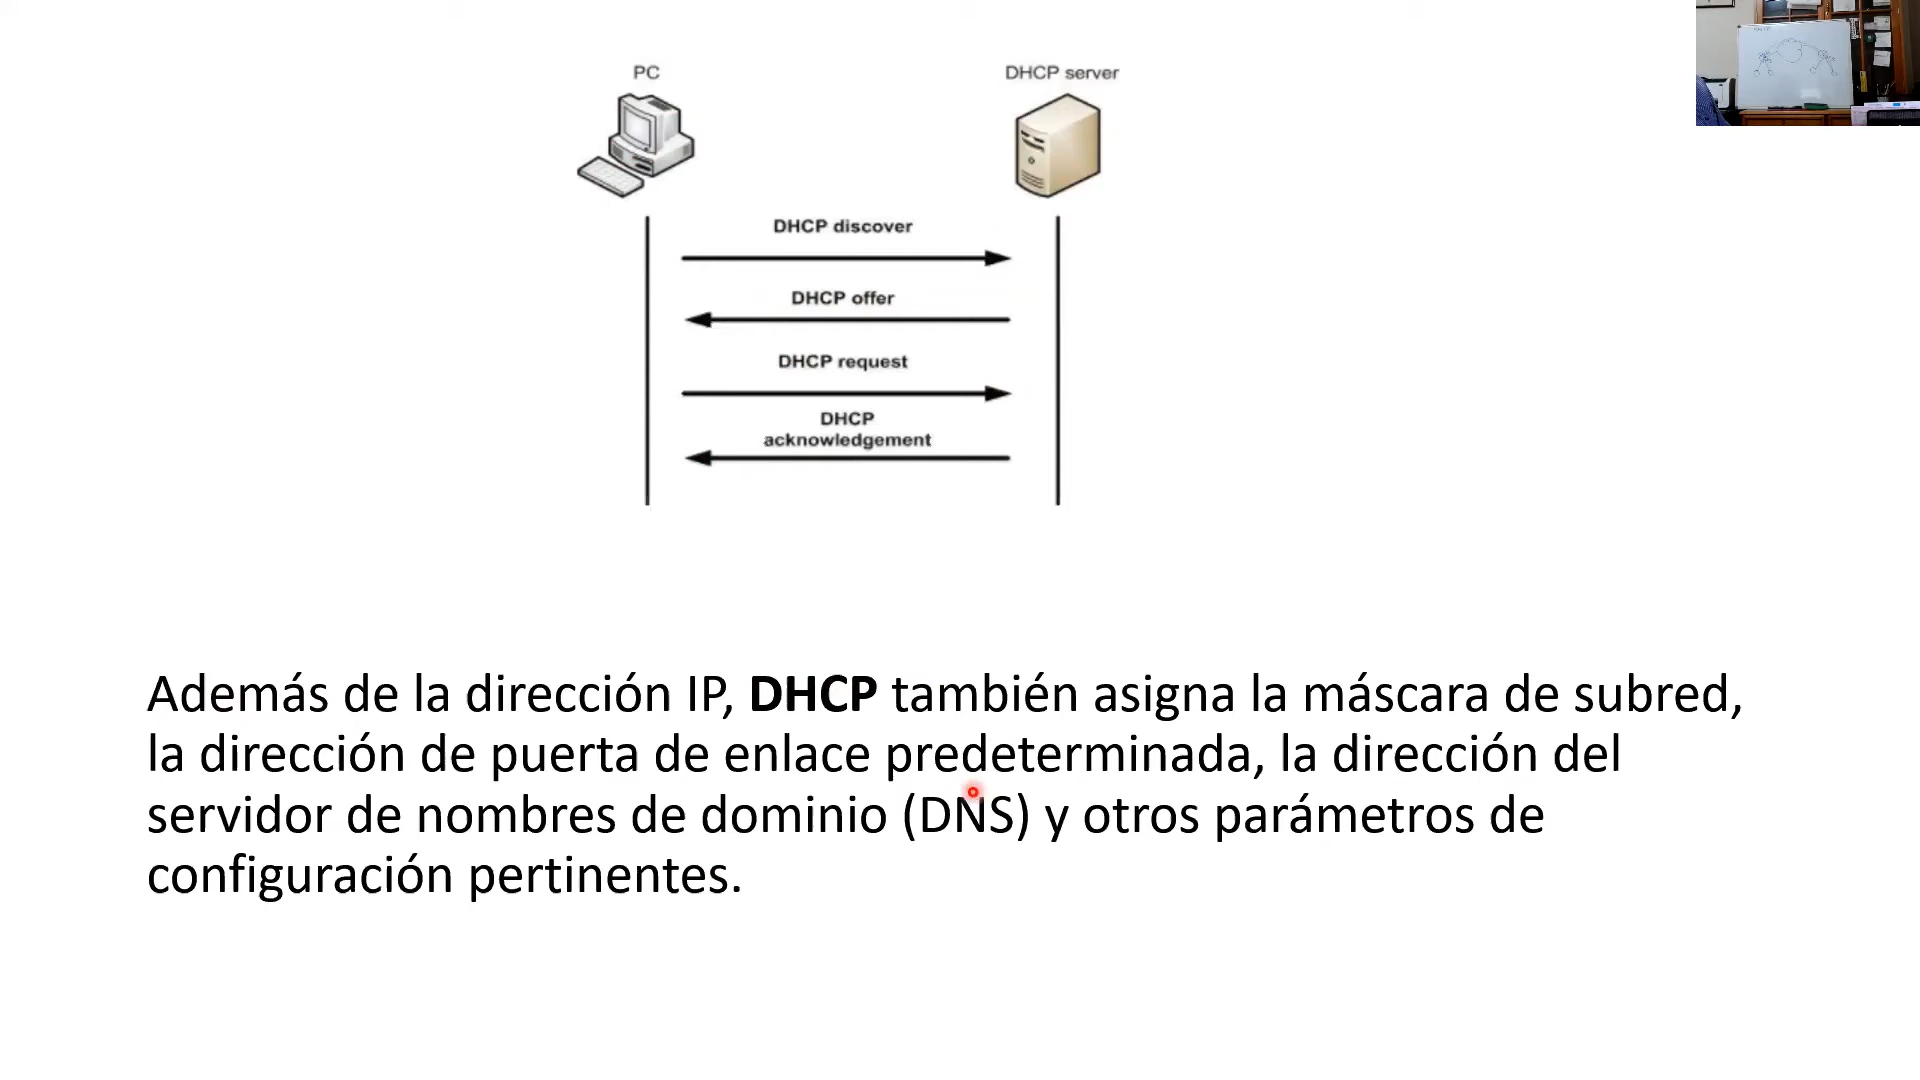 PC
DHCP server
DHCP discover
DHCP offer
DHCP request
DHCP
acknowledgement
Además de la dirección IP, DHCP también asigna la máscara de subred,
la dirección de puerta de enlace predeterminada, la dirección del
servidor de nombres de dominio (DNS) y otros parámetros de
configuración pertinentes.